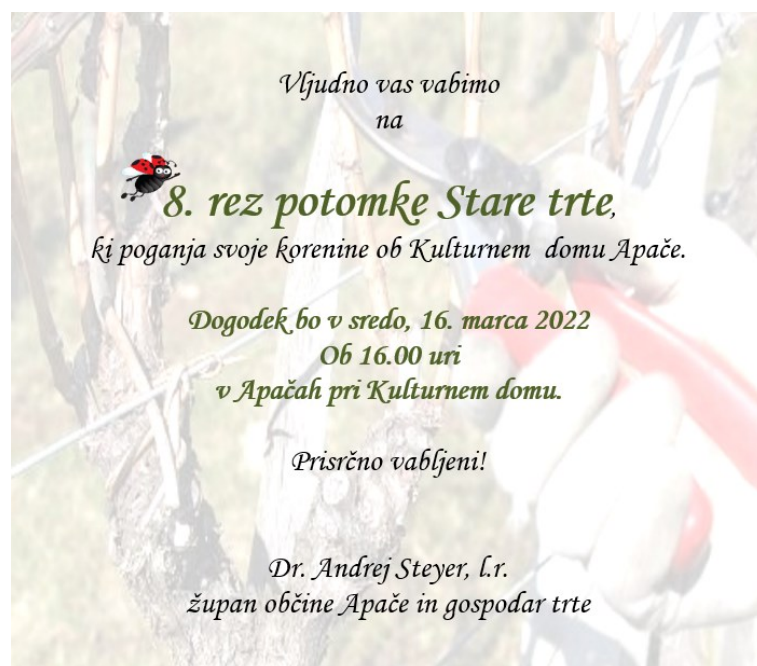 Vljudno vas vabimo
na
8. rez potomke Stare trte,
ki poganja svoje korenine ob Kulturnem domu Apače.
Dogodek bo v sredo, 16. marca 2022
Ob 16.00 uri
v Apačah pri Kulturnem domu.
Prisrčno vabljeni!
Dr. Andrej Steyer, l.r.
župan občine Apače in gospodar trte